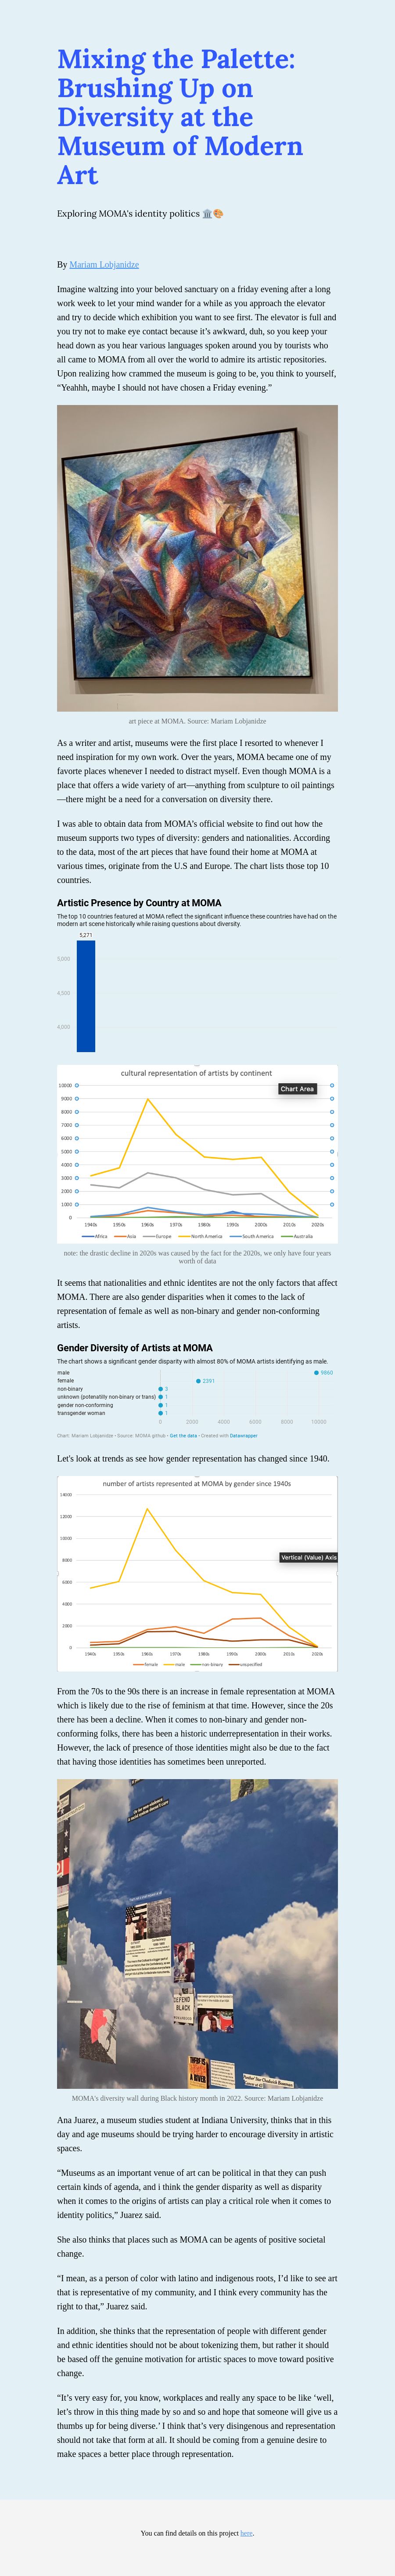 Mixing the Palette:
Brushing Up on
Diversity at the
Museum of Modern
Art
Exploring MOMA's identity politics 🏛️🎨
By Mariam Lobjanidze
Imagine waltzing into your beloved sanctuary on a friday evening after a long
work week to let your mind wander for a while as you approach the elevator
and try to decide which exhibition you want to see first. The elevator is full and
you try not to make eye contact because it’s awkward, duh, so you keep your
head down as you hear various languages spoken around you by tourists who
all came to MOMA from all over the world to admire its artistic repositories.
Upon realizing how crammed the museum is going to be, you think to yourself,
“Yeahhh, maybe I should not have chosen a Friday evening.”
art piece at MOMA. Source: Mariam Lobjanidze
As a writer and artist, museums were the first place I resorted to whenever I
need inspiration for my own work. Over the years, MOMA became one of my
favorte places whenever I needed to distract myself. Even though MOMA is a
place that offers a wide variety of art—anything from sculpture to oil paintings
—there might be a need for a conversation on diversity there.
I was able to obtain data from MOMA’s official website to find out how the
museum supports two types of diversity: genders and nationalities. According
to the data, most of the art pieces that have found their home at MOMA at
various times, originate from the U.S and Europe. The chart lists those top 10
countries.
Artistic Presence by Country at MOMA
The top 10 countries featured at MOMA reflect the significant influence these countries have had on the
modern art scene historically while raising questions about diversity.
5,271
5,000
4,500
4,000
cultural representation of artists by continent
Chart Area
10000
9000
8000
7000
6000
5000
4000
3000
2000
1000
0
1940s 1950s 1960s 1970s 1980s 1990s 2000s 2010s 2020s
Africa Asia Europe North America South America Australia
note: the drastic decline in 2020s was caused by the fact for the 2020s, we only have four years
worth of data
It seems that nationalities and ethnic identites are not the only factors that affect
MOMA. There are also gender disparities when it comes to the lack of
representation of female as well as non-binary and gender non-conforming
artists.
Gender Diversity of Artists at MOMA
The chart shows a significant gender disparity with almost 80% of MOMA artists identifying as male.
male 9860
female 2391
non-binary 3
unknown (potenatilly non-binary or trans) 1
gender non-conforming 1
transgender woman 1
0 2000 4000 6000 8000 10000
Chart: Mariam Lobjanidze • Source: MOMA github • Get the data • Created with Datawrapper
Let's look at trends as see how gender representation has changed since 1940.
number of artists represented at MOMA by gender since 1940s
14000
12000
10000
8000
Vertical (Value) Axis
6000
4000
2000
0
1940s 1950s 1960s 1970s 1980s 1990s 2000s 2010s 2020s
female male non-binary unspecified
From the 70s to the 90s there is an increase in female representation at MOMA
which is likely due to the rise of feminism at that time. However, since the 20s
there has been a decline. When it comes to non-binary and gender non-
conforming folks, there has been a historic underrepresentation in their works.
However, the lack of presence of those identities might also be due to the fact
that having those identities has sometimes been unreported.
DEFEND
BLACK
A RIVER
MOMA's diversity wall during Black history month in 2022. Source: Mariam Lobjanidze
Ana Juarez, a museum studies student at Indiana University, thinks that in this
day and age museums should be trying harder to encourage diversity in artistic
spaces.
“Museums as an important venue of art can be political in that they can push
certain kinds of agenda, and i think the gender disparity as well as disparity
when it comes to the origins of artists can play a critical role when it comes to
identity politics,” Juarez said.
She also thinks that places such as MOMA can be agents of positive societal
change.
“I mean, as a person of color with latino and indigenous roots, I’d like to see art
that is representative of my community, and I think every community has the
right to that,” Juarez said.
In addition, she thinks that the representation of people with different gender
and ethnic identities should not be about tokenizing them, but rather it should
be based off the genuine motivation for artistic spaces to move toward positive
change.
“It’s very easy for, you know, workplaces and really any space to be like ‘well,
let’s throw in this thing made by so and so and hope that someone will give us a
thumbs up for being diverse.’ I think that’s very disingenous and representation
should not take that form at all. It should be coming from a genuine desire to
make spaces a better place through representation.
You can find details on this project here.